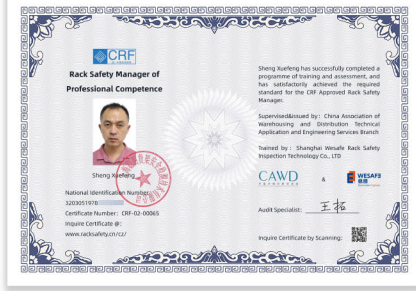 CRF
Rack Safety Manager of
Professional Competence
Sheng Xuefeng
National Identification Number:
3203051978
Certificate Number: CRF-02-00065
Inquire Certificate @:
www.racksafety.cn/cz/
Sheng Xuefeng has successfully completed a
programme of training and assessment, and
has satisfactorily achieved the required
standard for the CRF Approved Rack Safety
Manager.
Supervised&issued by: China Association of
Warehousing and Distribution Technical
Application and Engineering Services Branch
Trained by: Shanghai Wesafe Rack Safety
Inspection Technology Co., LTD
CAWD & WESAFE
Audit Specialist: 王拓
Inquire Certificate by Scanning: